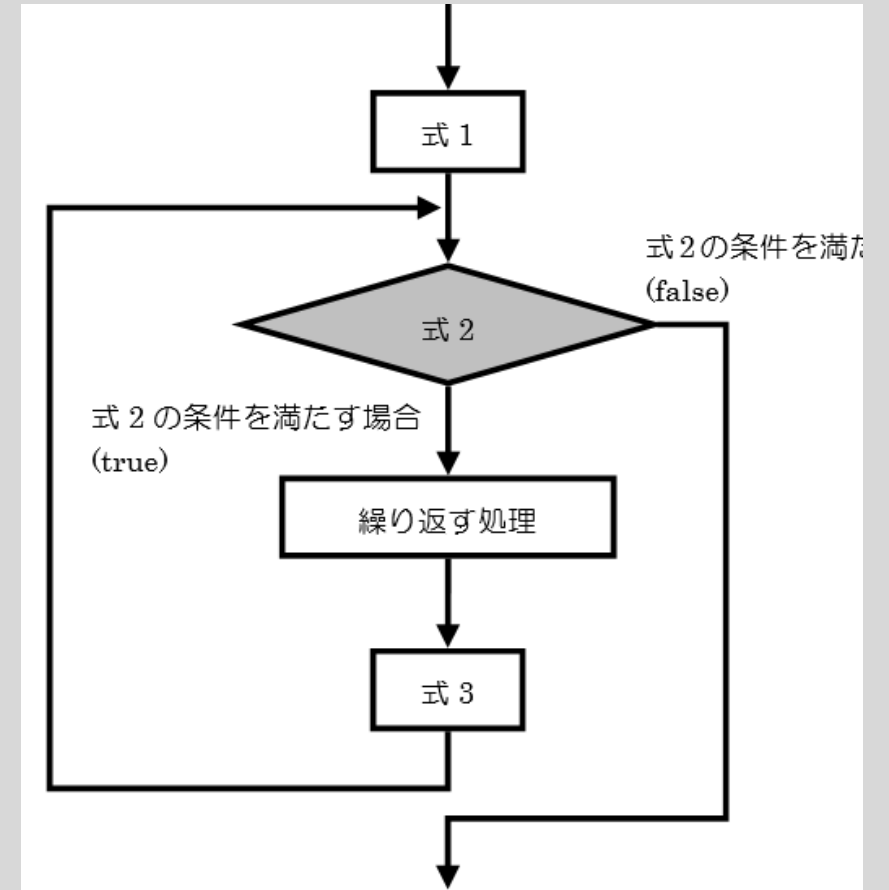 式 1
式2の条件を満た
(false)
式 2
式 2 の条件を満たす場合
(true)
繰り返す処理
式 3